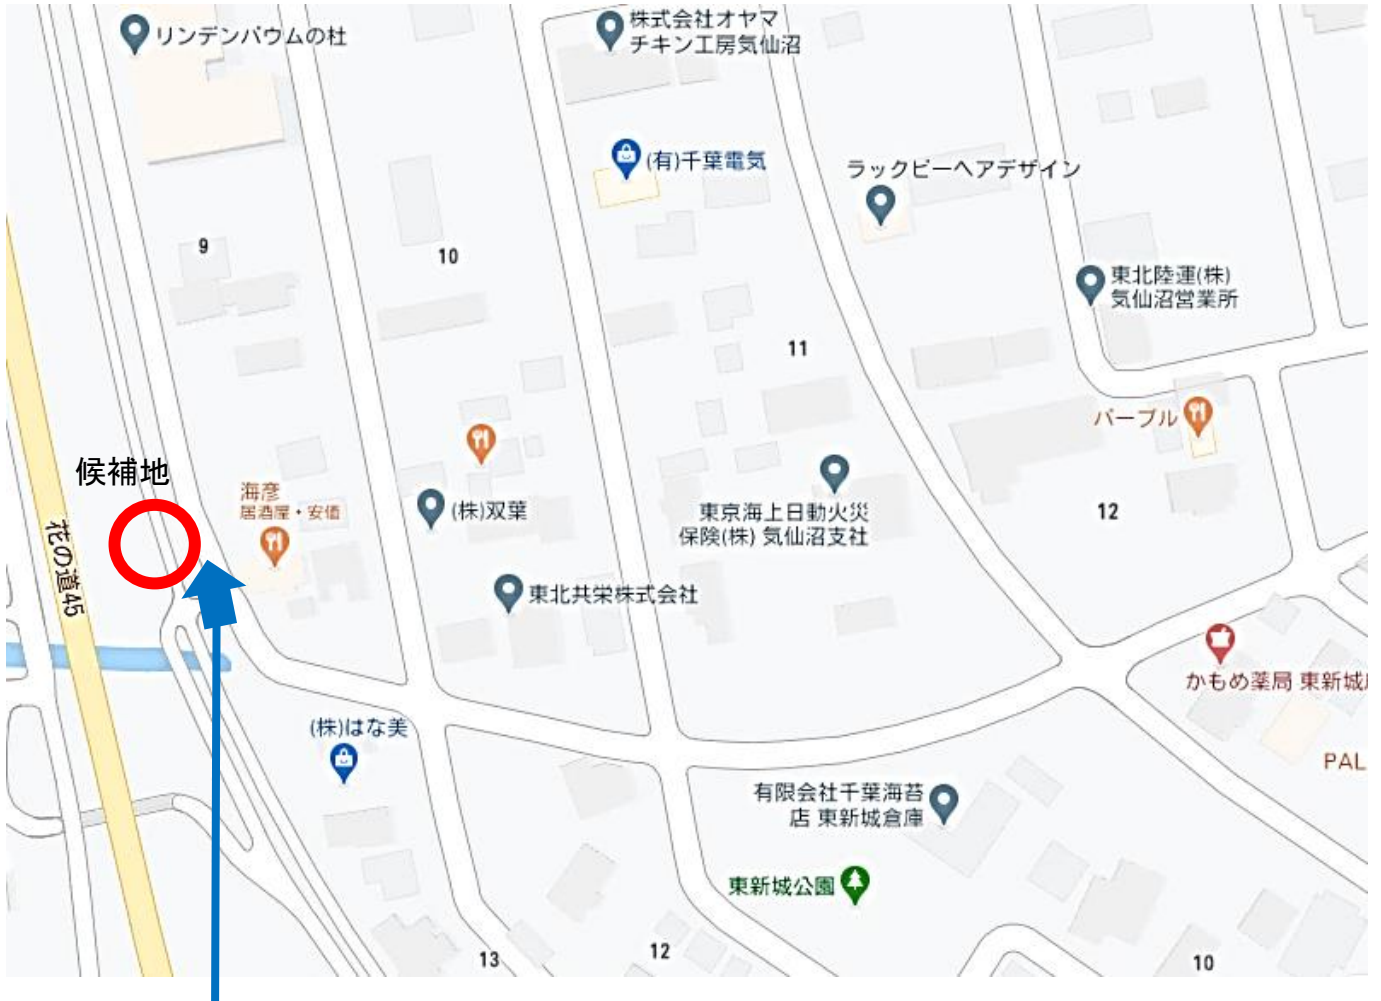 リンデンバウムの杜
株式会社オヤマ
チキン工房気仙沼
(有)千葉電気
ラックビーヘアデザイン
9
10
東北陸運(株)
気仙沼営業所
11
パープル
候補地
海彦
居酒屋・安価
(株)双葉
東京海上日動火災
保険(株) 気仙沼支社
12
花の道45
東北共栄株式会社
かもめ薬局 東新城
(株)はな美
PAL
有限会社千葉海苔
店 東新城倉庫
東新城公園
13
12
10